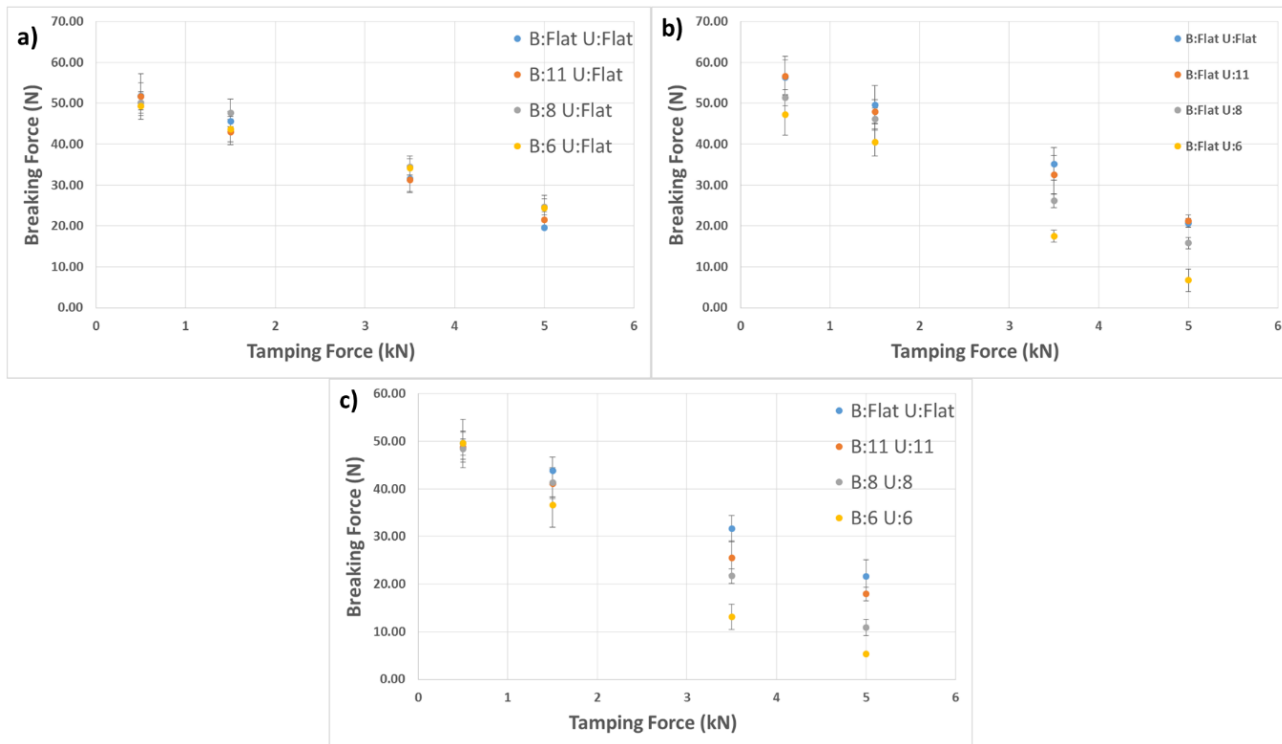 a)
70.00
60.00
50.00
40.00
30.00
20.00
10.00
0.00
Breaking Force (N)
B:Flat U:Flat
B:11 U:Flat
B:8 U:Flat
B:6 U:Flat
0 1 2 3 4 5 6
Tamping Force (kN)
b)
70.00
60.00
50.00
40.00
30.00
20.00
10.00
0.00
Breaking Force (N)
B:Flat U:Flat
B:Flat U:11
B:Flat U:8
B:Flat U:6
0 1 2 3 4 5 6
Tamping Force (kN)
c)
60.00
50.00
40.00
30.00
20.00
10.00
0.00
Breaking Force (N)
B:Flat U:Flat
B:11 U:11
B:8 U:8
B:6 U:6
0 1 2 3 4 5 6
Tamping Force (kN)